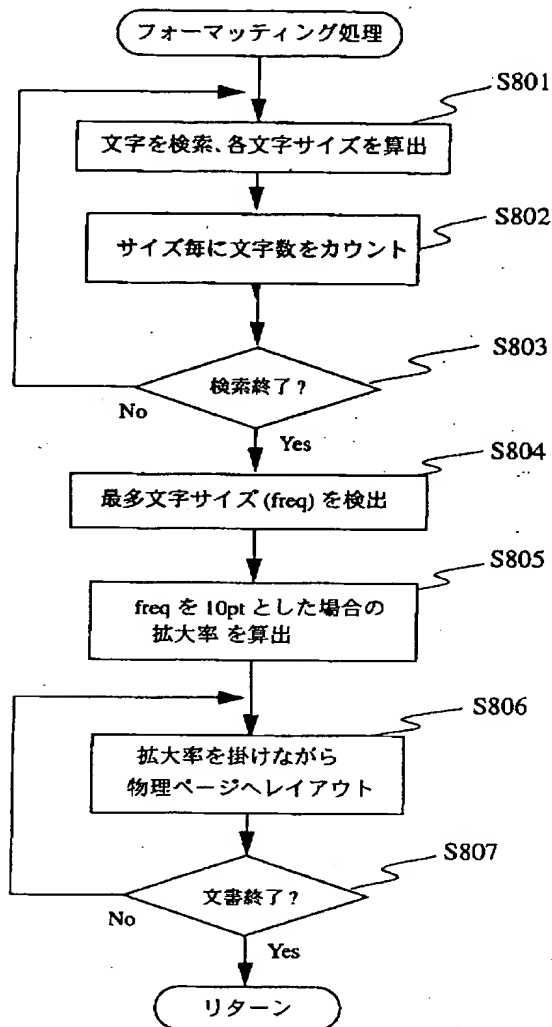 フォーマッティング処理
S801
文字を検索、各文字サイズを算出
S802
サイズ毎に文字数をカウント
S803
検索終了?
No
Yes
S804
最多文字サイズ (freq) を検出
S805
freq を 10pt とした場合の
拡大率 を算出
S806
拡大率を掛けながら
物理ページへレイアウト
S807
文書終了?
No
Yes
リターン